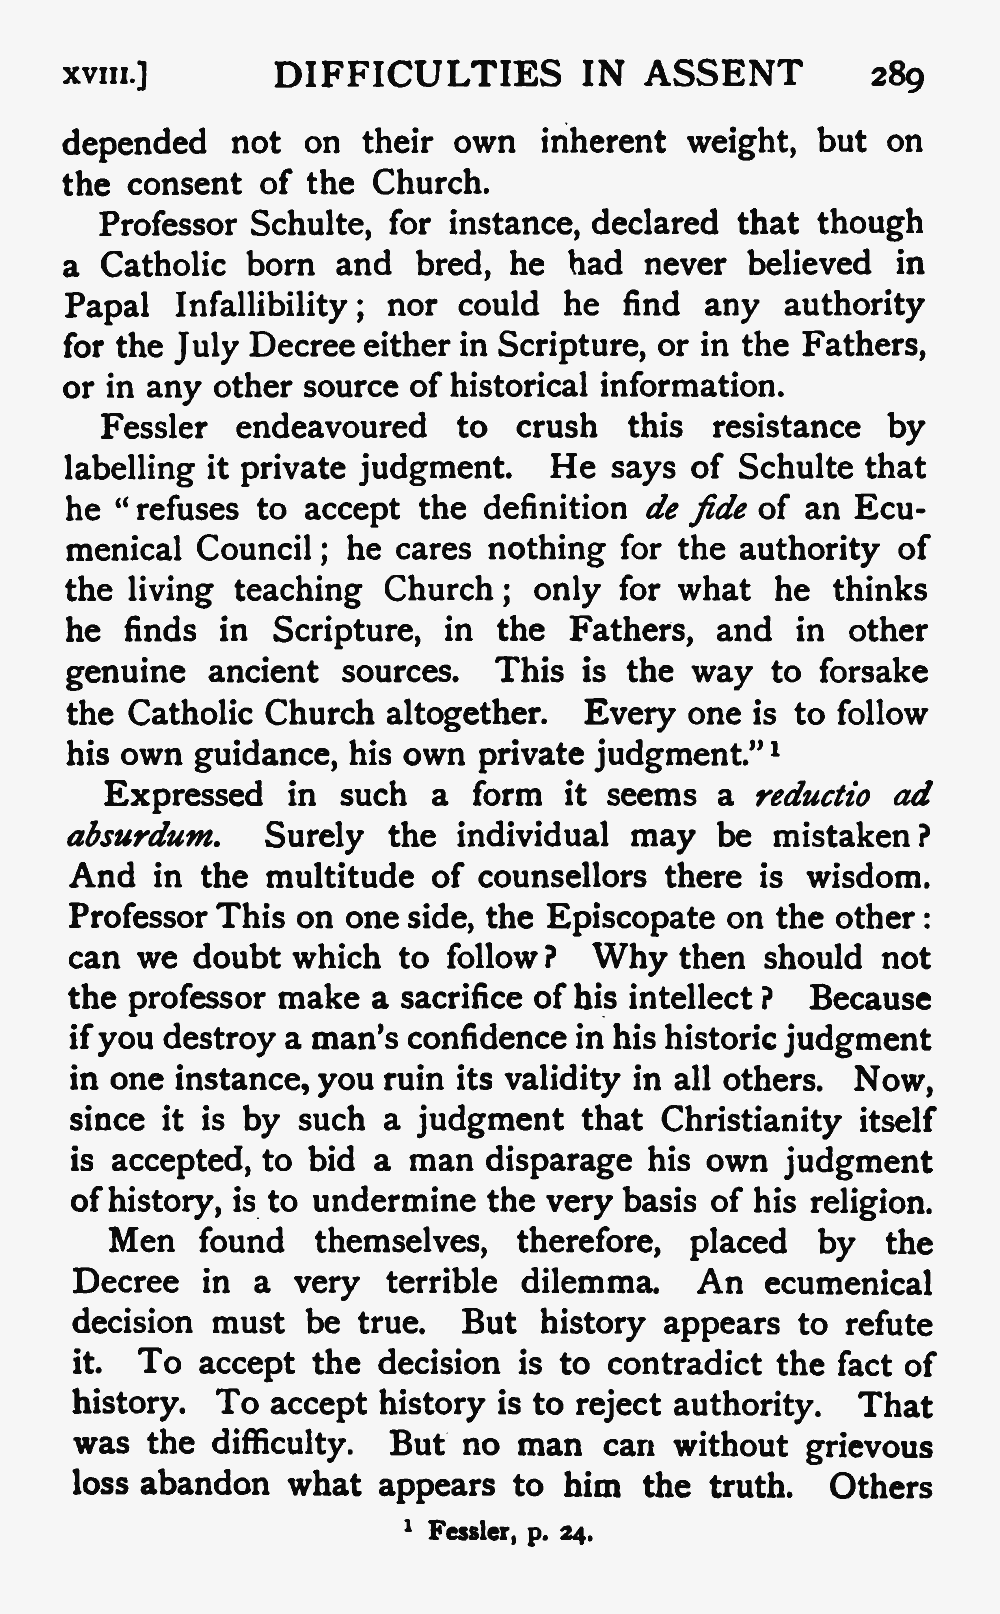 XVIII.] DIFFICULTIES IN ASSENT 289
depended not on their own inherent weight, but on
the consent of the Church.
Professor Schulte, for instance, declared that though
a Catholic born and bred, he had never believed in
Papal Infallibility; nor could he find any authority
for the July Decree either in Scripture, or in the Fathers,
or in any other source of historical information.
Fessler endeavoured to crush this resistance by
labelling it private judgment. He says of Schulte that
he “refuses to accept the definition de fide of an Ecu-
menical Council; he cares nothing for the authority of
the living teaching Church; only for what he thinks
he finds in Scripture, in the Fathers, and in other
genuine ancient sources. This is the way to forsake
the Catholic Church altogether. Every one is to follow
his own guidance, his own private judgment.”¹
Expressed in such a form it seems a reductio ad
absurdum. Surely the individual may be mistaken?
And in the multitude of counsellors there is wisdom.
Professor This on one side, the Episcopate on the other:
can we doubt which to follow? Why then should not
the professor make a sacrifice of his intellect? Because
if you destroy a man's confidence in his historic judgment
in one instance, you ruin its validity in all others. Now,
since it is by such a judgment that Christianity itself
is accepted, to bid a man disparage his own judgment
of history, is to undermine the very basis of his religion.
Men found themselves, therefore, placed by the
Decree in a very terrible dilemma. An ecumenical
decision must be true. But history appears to refute
it. To accept the decision is to contradict the fact of
history. To accept history is to reject authority. That
was the difficulty. But no man can without grievous
loss abandon what appears to him the truth. Others
¹ Fessler, p. 24.